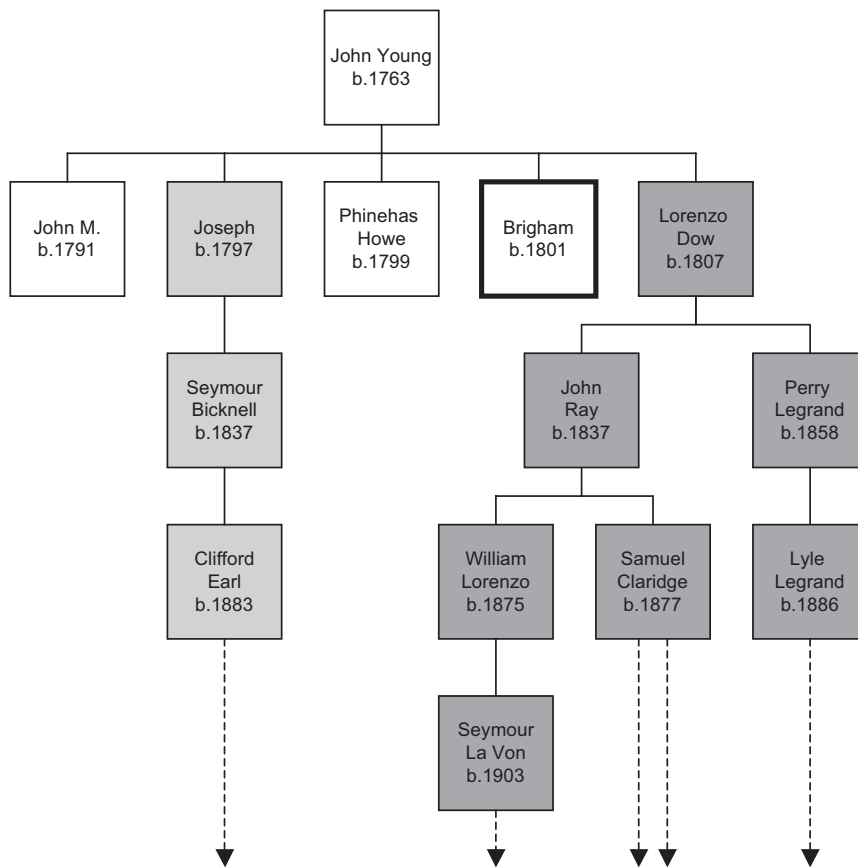 John Young
b.1763
John M.
b.1791
Joseph
b.1797
Phinehas
Howe
b.1799
Brigham
b.1801
Lorenzo
Dow
b.1807
Seymour
Bicknell
b.1837
John
Ray
b.1837
Perry
Legrand
b.1858
Clifford
Earl
b.1883
William
Lorenzo
b.1875
Samuel
Claridge
b.1877
Lyle
Legrand
b.1886
Seymour
La Von
b.1903